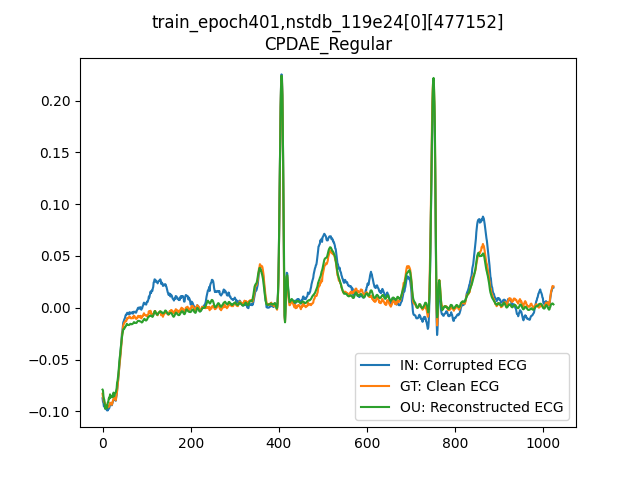 train_epoch401,nstdb_119e24[0][477152]
CPDAE_Regular
0.20
0.15
0.10
0.05
0.00
−0.05
−0.10
IN: Corrupted ECG
GT: Clean ECG
OU: Reconstructed ECG
0 200 400 600 800 1000